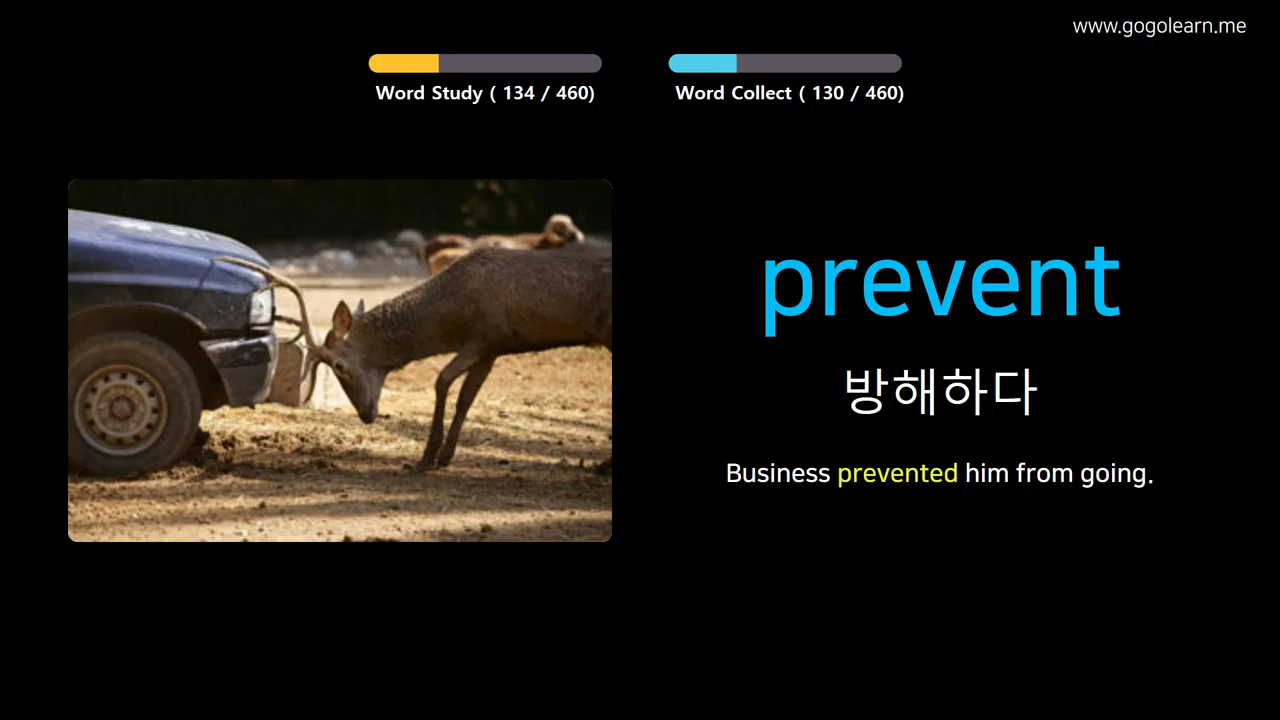 www.gogolearn.me
Word Study ( 134 / 460)
Word Collect ( 130 / 460)
prevent
방해하다
Business prevented him from going.